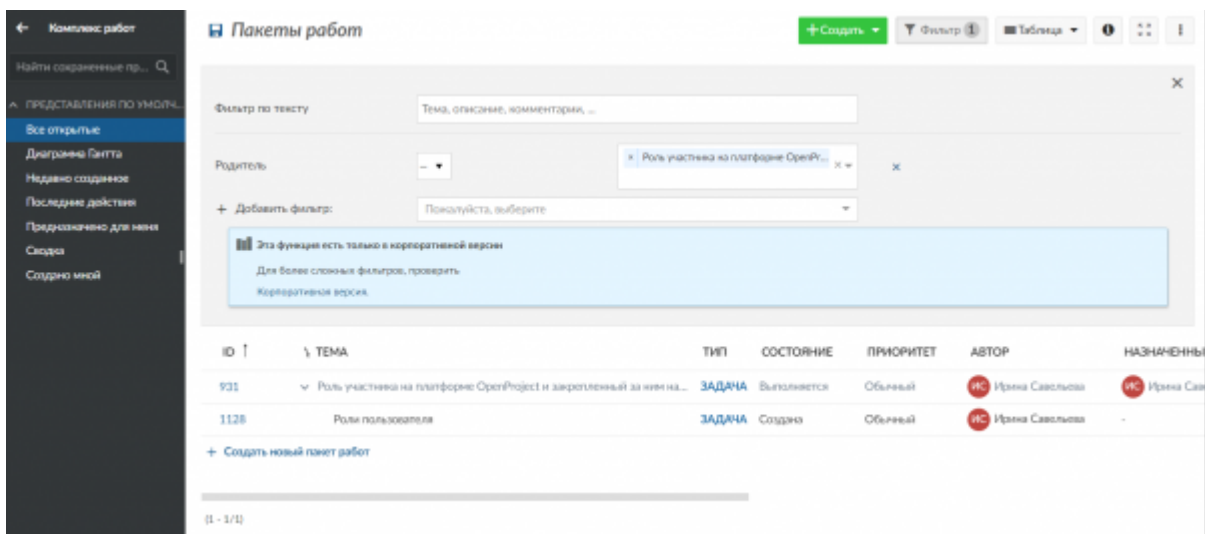 Комплекс работ
Пакеты работ
Создать
Фильтр 1
Таблица
Найти сохраненные пр...
ПРЕДСТАВЛЕНИЯ ПО УМОЛЧ...
Все открытые
Диаграмма Гантта
Недавно созданное
Последние действия
Предназначено для меня
Сводка
Создано мной
Фильтр по тексту
Тема, описание, комментарии, ...
Родитель
Роль участника на платформе OpenPr...
Добавить фильтр:
Пожалуйста, выберите
Эта функция есть только в корпоративной версии
Для более сложных фильтров, проверить
Корпоративная версия.
ID ТЕМА ТИП СОСТОЯНИЕ ПРИОРИТЕТ АВТОР НАЗНАЧЕННЫ
931 Роль участника на платформе OpenProject и закрепленный за ним на... ЗАДАЧА Выполняется Обычный ИС Ирина Савельева ИС Ирина Сав
1128 Роли пользователя ЗАДАЧА Создана Обычный ИС Ирина Савельева -
+ Создать новый пакет работ
(1 - 1/1)